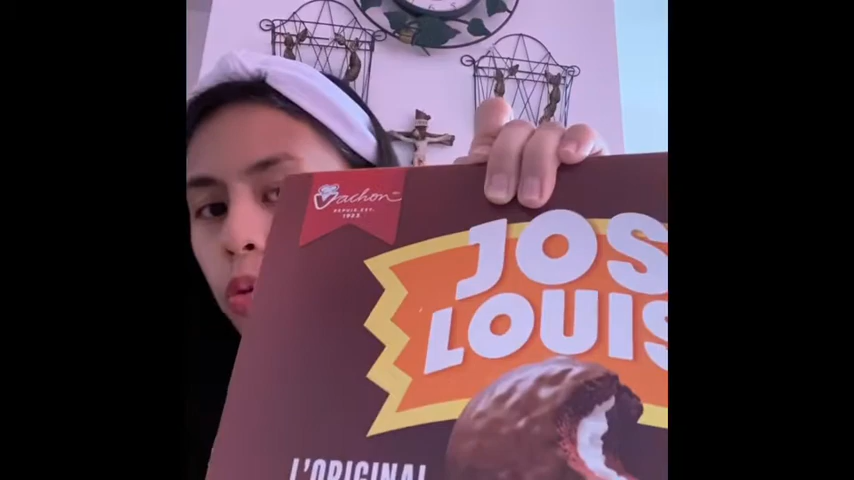 Vachon
DEPUIS.EST.
1923
JOS
LOUIS
L'ORIGINAL